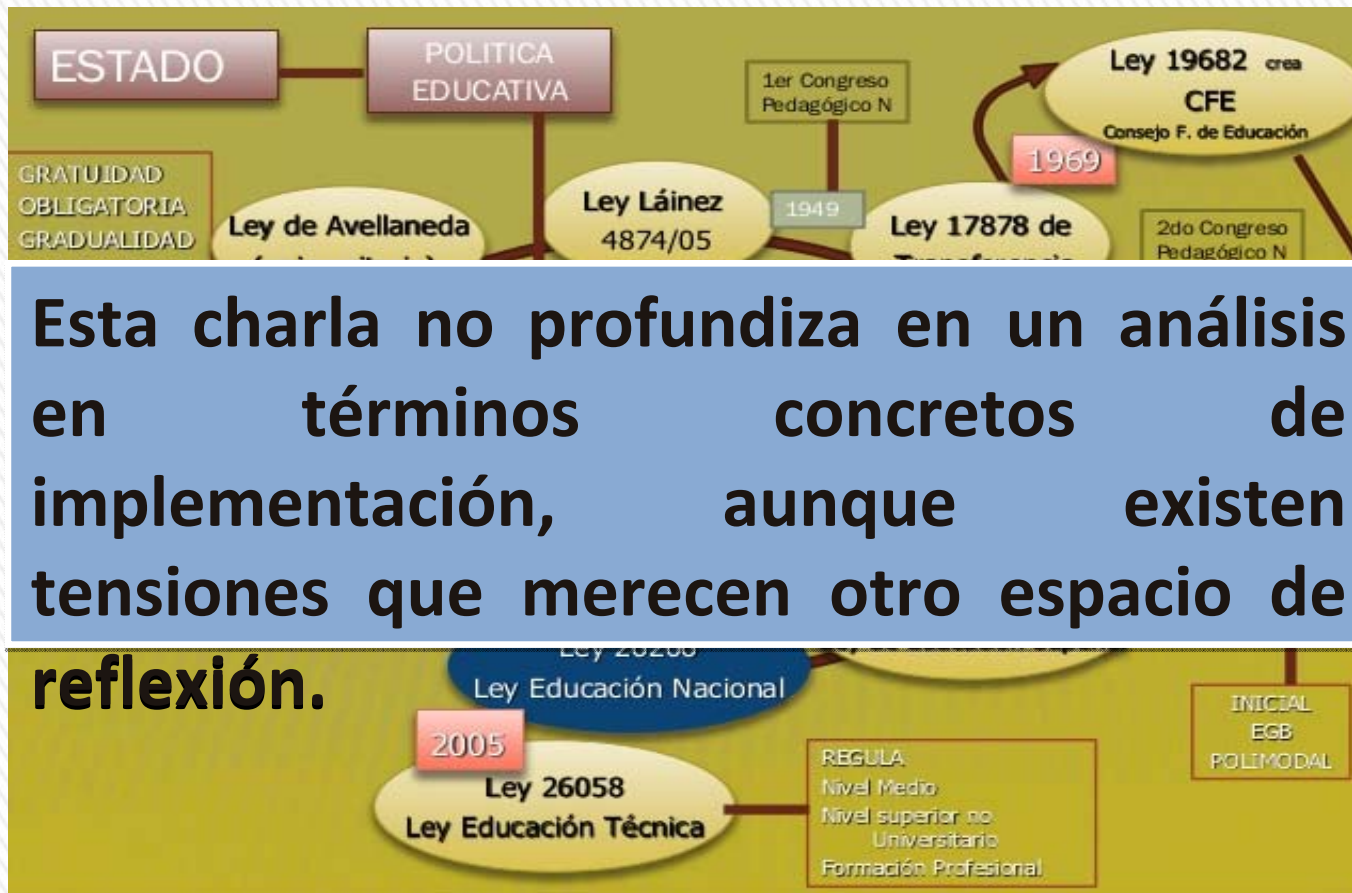 ESTADO
POLITICA
EDUCATIVA
1er Congreso
Pedagógico N
Ley 19682 crea
CFE
Consejo F. de Educación
1969
GRATUIDAD
OBLIGATORIA
GRADUALIDAD
Ley de Avellaneda
Ley Láinez
4874/05
1949
Ley 17878 de
2do Congreso
Pedagógico N
Esta charla no profundiza en un análisis
en términos concretos de
implementación, aunque existen
tensiones que merecen otro espacio de
reflexión.
Ley Educación Nacional
2005
Ley 26058
Ley Educación Técnica
REGULA
Nivel Medio
Nivel superior no
Universitario
Formación Profesional
INICIAL
EGB
POLIMODAL